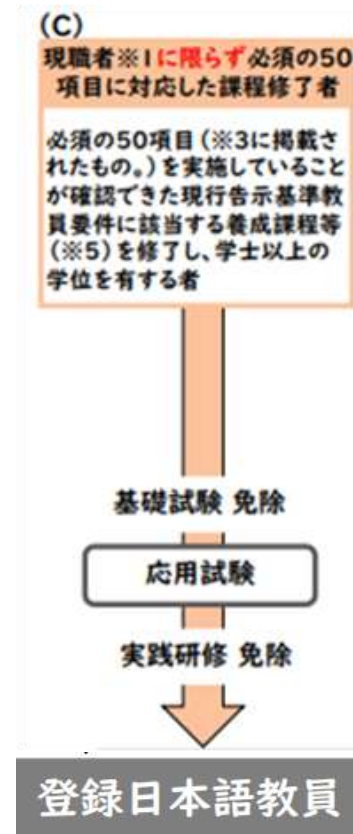 (C)
現職者※1に限らず必須の50
項目に対応した課程修了者
必須の50項目(※3に掲載さ
れたもの。)を実施していること
が確認できた現行告示基準教
員要件に該当する養成課程等
(※5)を修了し、学士以上の
学位を有する者
基礎試験 免除
応用試験
実践研修 免除
登録日本語教員